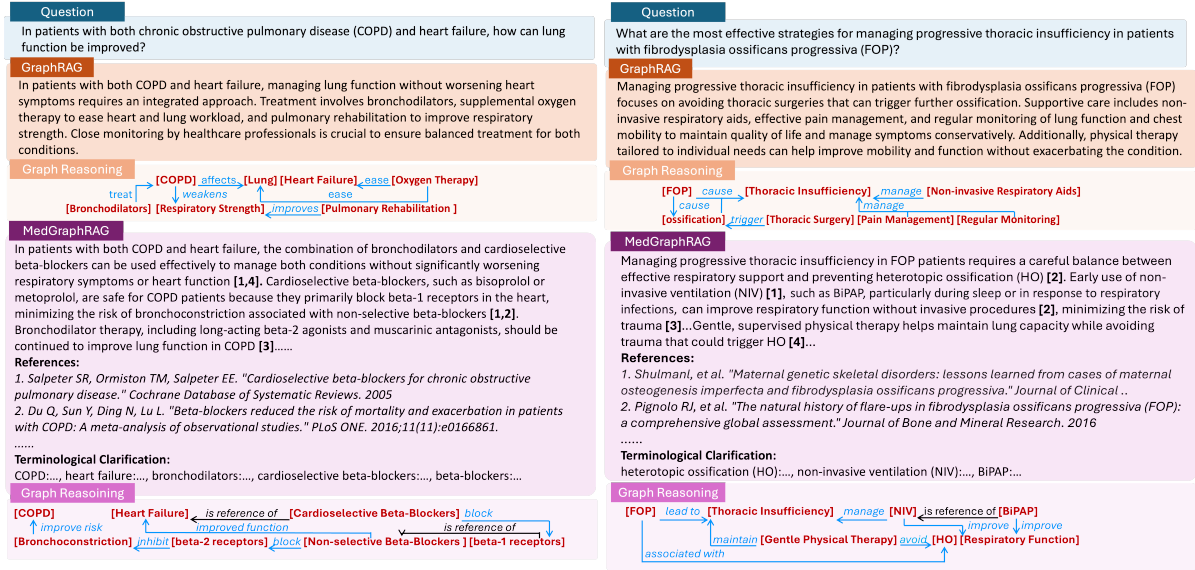 Question
In patients with both chronic obstructive pulmonary disease (COPD) and heart failure, how can lung
function be improved?
GraphRAG
In patients with both COPD and heart failure, managing lung function without worsening heart
symptoms requires an integrated approach. Treatment involves bronchodilators, supplemental oxygen
therapy to ease heart and lung workload, and pulmonary rehabilitation to improve respiratory
strength. Close monitoring by healthcare professionals is crucial to ensure balanced treatment for both
conditions.
Graph Reasoning
[COPD] affects [Lung] [Heart Failure] ease [Oxygen Therapy]
treat weakens ease
[Bronchodilators] [Respiratory Strength] improves [Pulmonary Rehabilitation ]
MedGraphRAG
In patients with both COPD and heart failure, the combination of bronchodilators and cardioselective
beta-blockers can be used effectively to manage both conditions without significantly worsening
respiratory symptoms or heart function [1,4]. Cardioselective beta-blockers, such as bisoprolol or
metoprolol, are safe for COPD patients because they primarily block beta-1 receptors in the heart,
minimizing the risk of bronchoconstriction associated with non-selective beta-blockers [1,2].
Bronchodilator therapy, including long-acting beta-2 agonists and muscarinic antagonists, should be
continued to improve lung function in COPD [3]......
References:
1. Salpeter SR, Ormiston TM, Salpeter EE. "Cardioselective beta-blockers for chronic obstructive
pulmonary disease." Cochrane Database of Systematic Reviews. 2005
2. Du Q, Sun Y, Ding N, Lu L. "Beta-blockers reduced the risk of mortality and exacerbation in patients
with COPD: A meta-analysis of observational studies." PLoS ONE. 2016;11(11):e0166861.
......
Terminological Clarification:
COPD:..., heart failure:..., bronchodilators:..., cardioselective beta-blockers:..., beta-blockers:...
Graph Reasoining
[COPD] [Heart Failure] is reference of [Cardioselective Beta-Blockers] block
improve risk improved function is reference of
[Bronchoconstriction] inhibit [beta-2 receptors] block [Non-selective Beta-Blockers ] [beta-1 receptors]
Question
What are the most effective strategies for managing progressive thoracic insufficiency in patients
with fibrodysplasia ossificans progressiva (FOP)?
GraphRAG
Managing progressive thoracic insufficiency in patients with fibrodysplasia ossificans progressiva (FOP)
focuses on avoiding thoracic surgeries that can trigger further ossification. Supportive care includes non-
invasive respiratory aids, effective pain management, and regular monitoring of lung function and chest
mobility to maintain quality of life and manage symptoms conservatively. Additionally, physical therapy
tailored to individual needs can help improve mobility and function without exacerbating the condition.
Graph Reasoning
[FOP] cause [Thoracic Insufficiency] manage [Non-invasive Respiratory Aids]
cause manage
[ossification] trigger [Thoracic Surgery] [Pain Management] [Regular Monitoring]
MedGraphRAG
Managing progressive thoracic insufficiency in FOP patients requires a careful balance between
effective respiratory support and preventing heterotopic ossification (HO) [2]. Early use of non-
invasive ventilation (NIV) [1], such as BiPAP, particularly during sleep or in response to respiratory
infections, can improve respiratory function without invasive procedures [2], minimizing the risk of
trauma [3]...Gentle, supervised physical therapy helps maintain lung capacity while avoiding
trauma that could trigger HO [4]...
References:
1. Shulmanl, et al. "Maternal genetic skeletal disorders: lessons learned from cases of maternal
osteogenesis imperfecta and fibrodysplasia ossificans progressiva." Journal of Clinical ..
2. Pignolo RJ, et al. "The natural history of flare-ups in fibrodysplasia ossificans progressiva (FOP):
a comprehensive global assessment." Journal of Bone and Mineral Research. 2016
......
Terminological Clarification:
heterotopic ossification (HO):..., non-invasive ventilation (NIV):..., BiPAP:...
Graph Reasoning
[FOP] lead to [Thoracic Insufficiency] manage [NIV] is reference of [BiPAP]
improve improve
maintain [Gentle Physical Therapy] avoid [HO] [Respiratory Function]
associated with